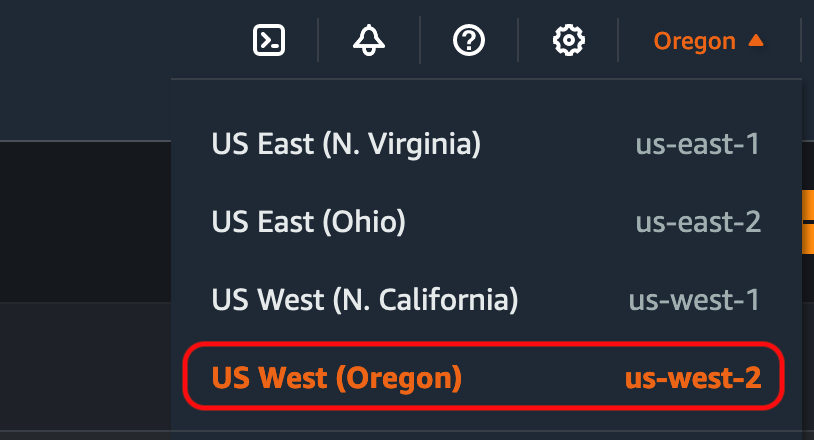 Oregon ▲
US East (N. Virginia) us-east-1
US East (Ohio) us-east-2
US West (N. California) us-west-1
US West (Oregon) us-west-2